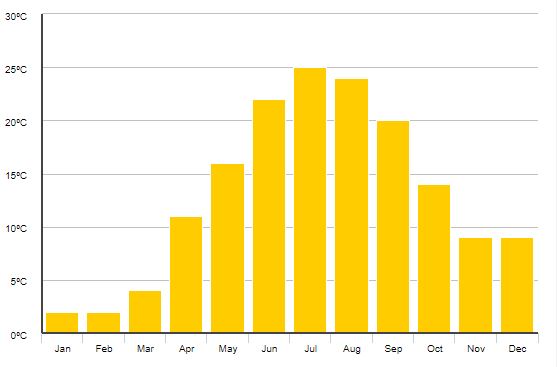 30ºC
25ºC
20ºC
15ºC
10ºC
5ºC
0ºC
Jan Feb Mar Apr May Jun Jul Aug Sep Oct Nov Dec